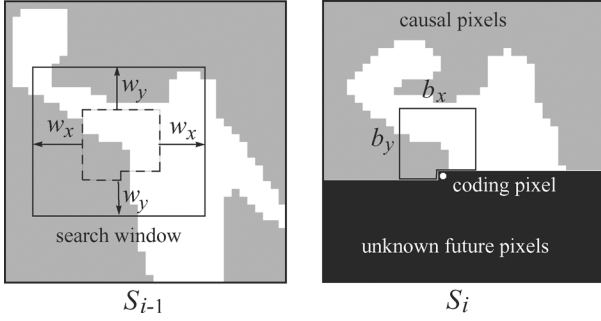 w_y
w_x
w_x
w_y
search window
S_{i-1}
causal pixels
b_x
b_y
coding pixel
unknown future pixels
S_i